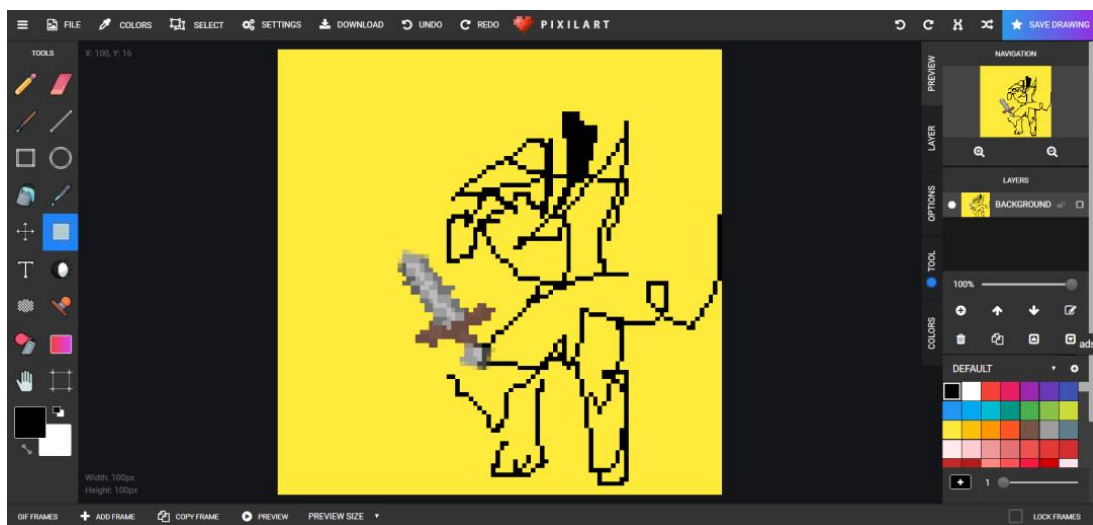 FILE COLORS SELECT SETTINGS DOWNLOAD UNDO REDO PIXILART SAVE DRAWING
TOOLS
X: 100, Y: 16
NAVIGATION
PREVIEW
LAYER
OPTIONS
TOOL
COLORS
LAYERS
BACKGROUND
100%
ads
DEFAULT
1
T
Width: 100px
Height: 100px
GIF FRAMES ADD FRAME COPY FRAME PREVIEW PREVIEW SIZE LOCK FRAMES